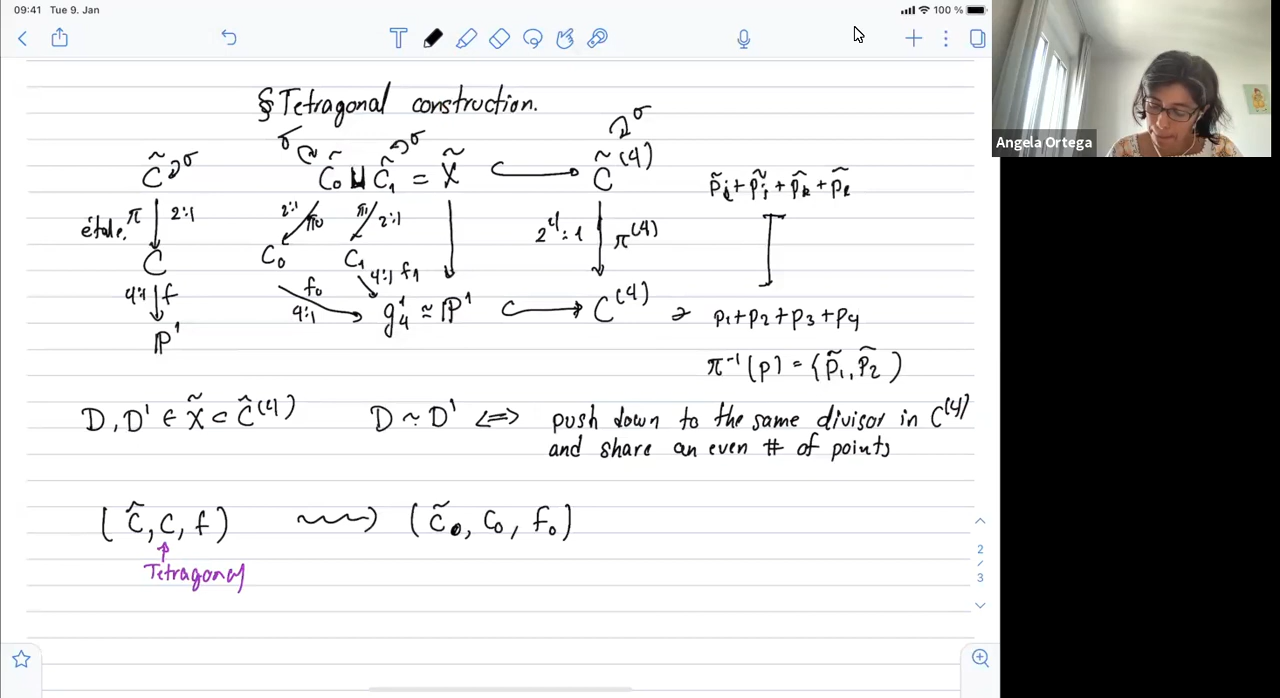 09:41 Tue 9. Jan 100 %
§ Tetragonal construction.
C̃ ↻σ σ ↻ C̃₀ ⊔ C̃₁ ↻σ = X̃ ↪ C̃⁽⁴⁾ ↻σ p̃ᵢ + p̃ⱼ + p̃ₖ + p̃ₗ
étale. π 2:1 2:1 π₀ π₁ 2:1 2⁴:1 π⁽⁴⁾
C C₀ C₁
4:1 f f₀ 4:1 4:1 f₁
P¹ g¹₄ ≃ P¹ ↪ C⁽⁴⁾ ∋ p₁ + p₂ + p₃ + p₄
π⁻¹(p) = {p̃₁, p̃₂}
D, D' ∈ X̃ ⊂ C̃⁽⁴⁾ D ~ D' ⟺ push down to the same divisor in C⁽⁴⁾
and share an even # of points
(C̃, C, f) ⇝ (C̃₀, C₀, f₀)
Tetragonal
2
/
3
Angela Ortega